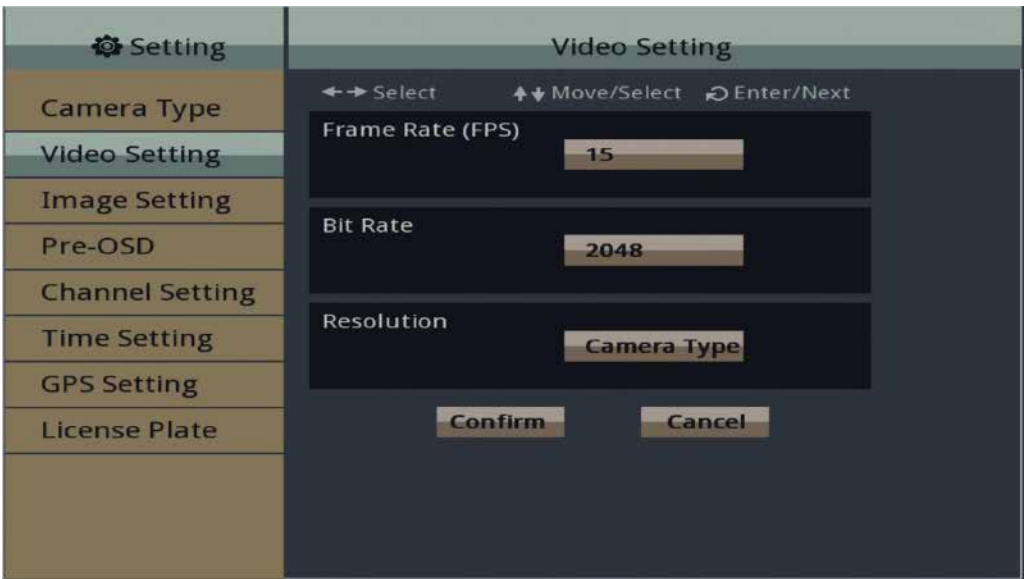 Setting
Video Setting
Select Move/Select Enter/Next
Camera Type
Video Setting
Image Setting
Pre-OSD
Channel Setting
Time Setting
GPS Setting
License Plate
Frame Rate (FPS)
15
Bit Rate
2048
Resolution
Camera Type
Confirm Cancel